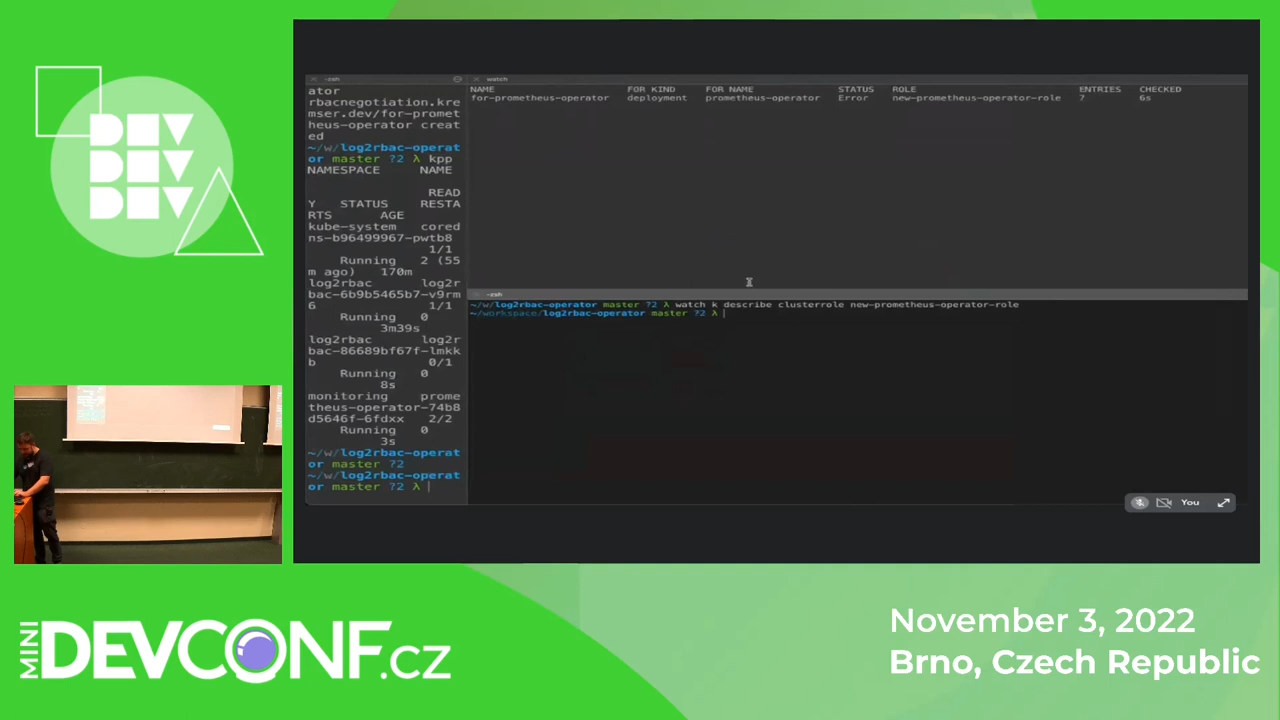 DEV
DEV
DEV
-zsh
ator
rbacnegotiation.kre
mser.dev/for-promet
heus-operator creat
ed
~/w/log2rbac-operat
or master ?2 λ kpp
NAMESPACE NAME
READ
Y STATUS RESTA
RTS AGE
kube-system cored
ns-b96499967-pwtb8
1/1
Running 2 (55
m ago) 170m
log2rbac log2r
bac-6b9b5465b7-v9rm
6 1/1
Running 0
3m39s
log2rbac log2r
bac-86689bf67f-lmkk
b 0/1
Running 0
8s
monitoring prome
theus-operator-74b8
d5646f-6fdxx 2/2
Running 0
3s
~/w/log2rbac-operat
or master ?2
~/w/log2rbac-operat
or master ?2 λ
watch
NAME FOR KIND FOR NAME STATUS ROLE ENTRIES CHECKED
for-prometheus-operator deployment prometheus-operator Error new-prometheus-operator-role 7 6s
-zsh
~/w/log2rbac-operator master ?2 λ watch k describe clusterrole new-prometheus-operator-role
~/workspace/log2rbac-operator master ?2 λ
You
MINI DEVCONF.cz
November 3, 2022
Brno, Czech Republic